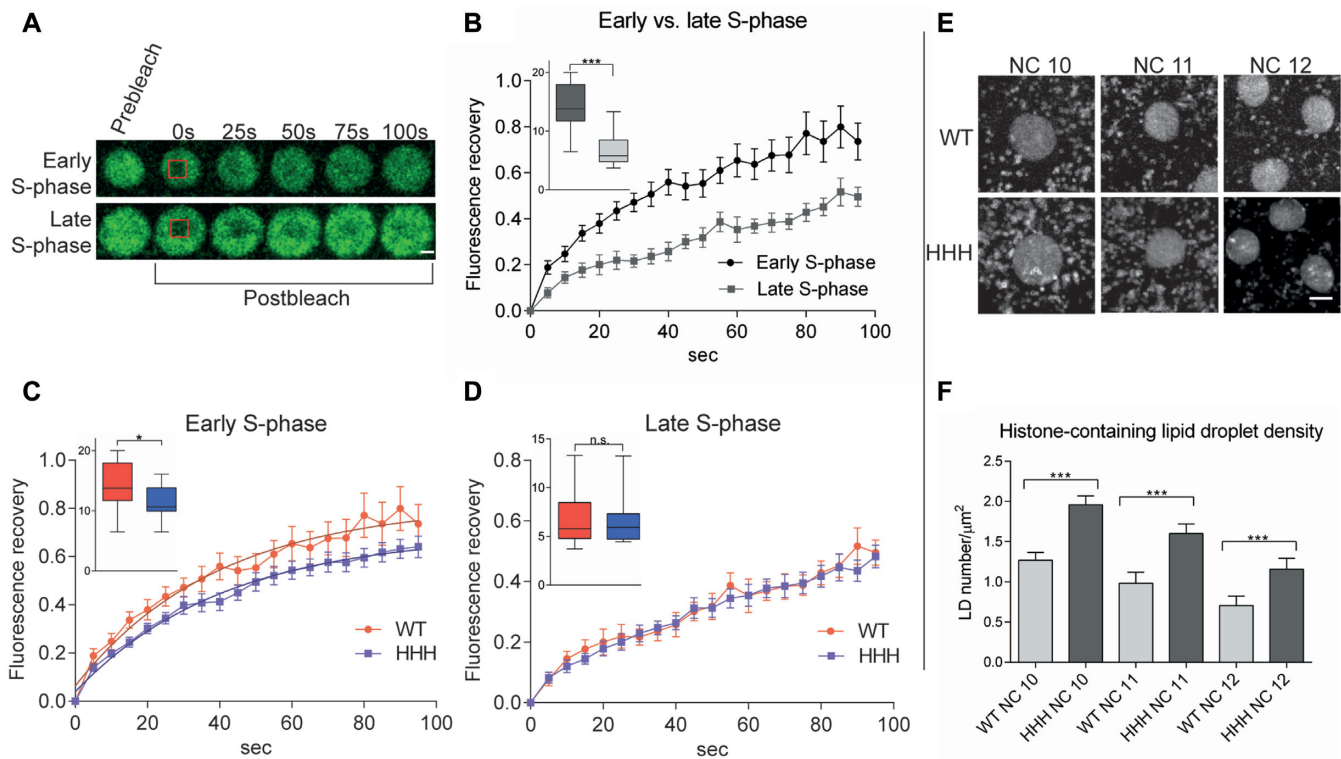 A
Prebleach
0s 25s 50s 75s 100s
Early
S-phase
Late
S-phase
Postbleach
B
Early vs. late S-phase
Fluorescence recovery
1.0
0.8
0.6
0.4
0.2
0.0
20
10
0
***
Early S-phase
Late S-phase
0 20 40 60 80 100
sec
C
Early S-phase
Fluorescence recovery
1.0
0.8
0.6
0.4
0.2
0.0
20
10
0
*
WT
HHH
0 20 40 60 80 100
sec
D
Late S-phase
Fluorescence recovery
0.8
0.6
0.4
0.2
0.0
15
10
5
0
n.s.
WT
HHH
0 20 40 60 80 100
sec
E
NC 10 NC 11 NC 12
WT
HHH
F
Histone-containing lipid droplet density
LD number/μm²
2.5
2.0
1.5
1.0
0.5
0.0
***
***
***
WT NC 10
HHH NC 10
WT NC 11
HHH NC 11
WT NC 12
HHH NC 12